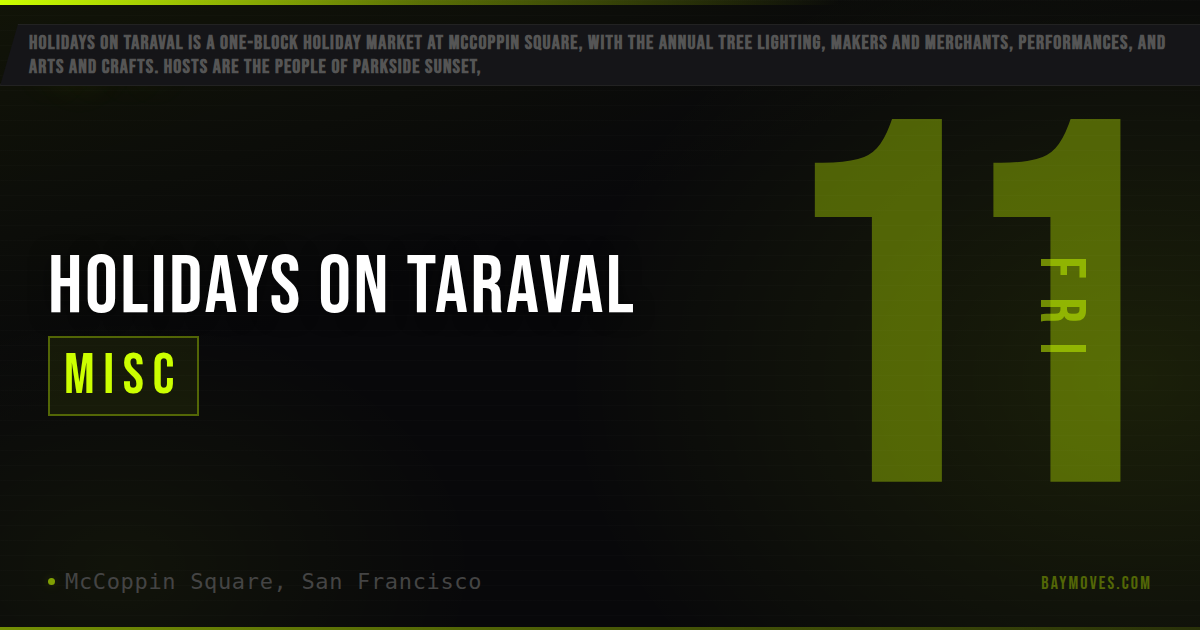 HOLIDAYS ON TARAVAL IS A ONE-BLOCK HOLIDAY MARKET AT MCCOPPIN SQUARE, WITH THE ANNUAL TREE LIGHTING, MAKERS AND MERCHANTS, PERFORMANCES, AND
ARTS AND CRAFTS. HOSTS ARE THE PEOPLE OF PARKSIDE SUNSET,
11
FRI
HOLIDAYS ON TARAVAL
MISC
McCoppin Square, San Francisco
BAYMOVES.COM